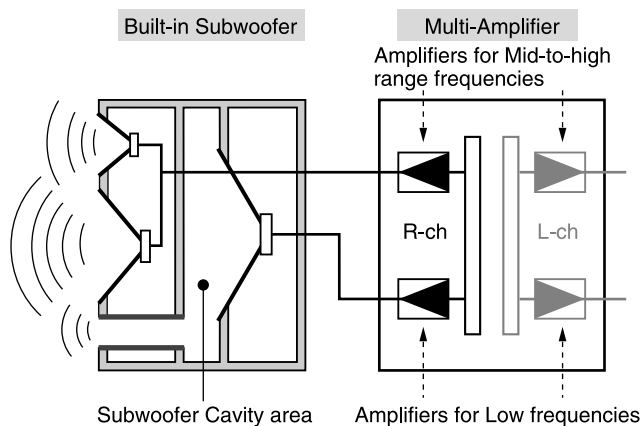 Built-in Subwoofer
Multi-Amplifier
Amplifiers for Mid-to-high
range frequencies
R-ch
L-ch
Subwoofer Cavity area
Amplifiers for Low frequencies